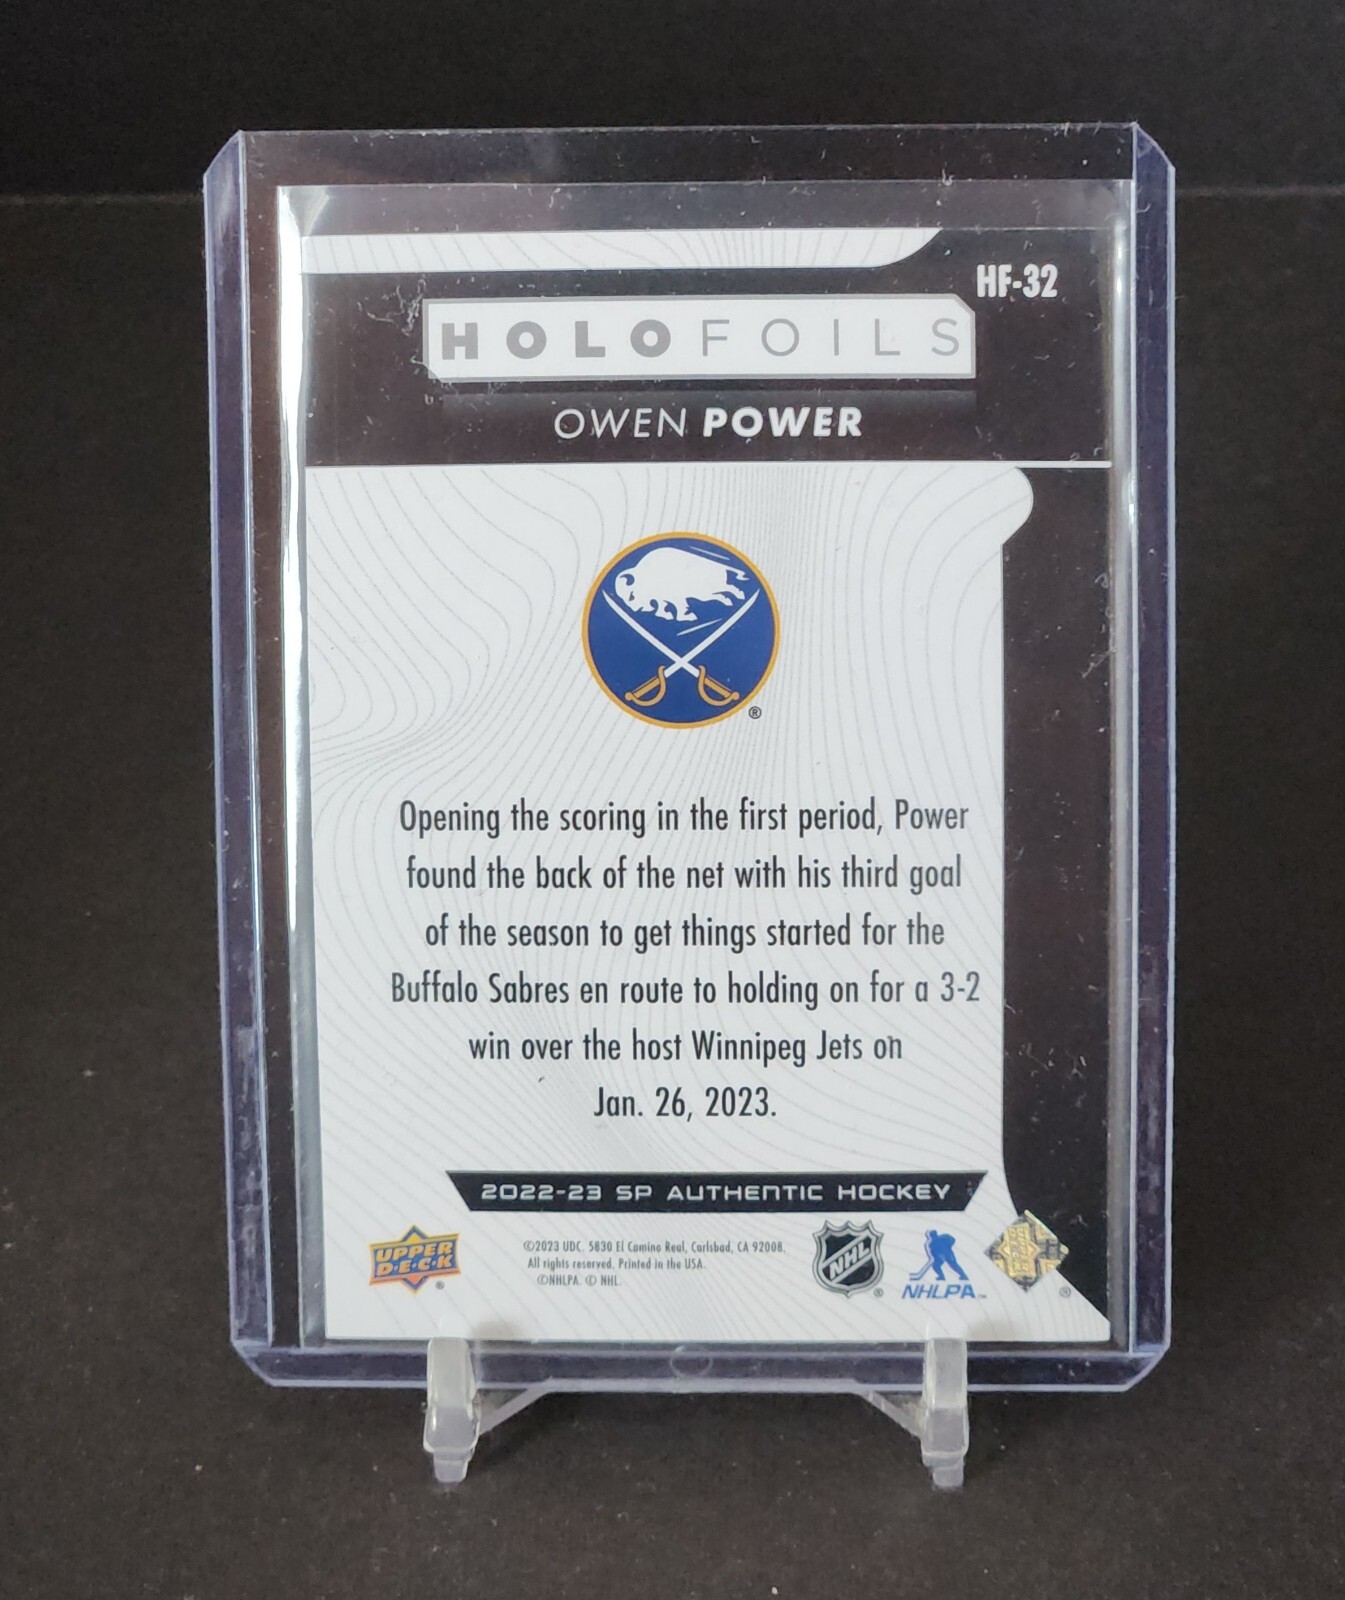 HF-32
HOLOFOILS
OWEN POWER
®
Opening the scoring in the first period, Power
found the back of the net with his third goal
of the season to get things started for the
Buffalo Sabres en route to holding on for a 3-2
win over the host Winnipeg Jets on
Jan. 26, 2023.
2022-23 SP AUTHENTIC HOCKEY
UPPER
D·E·C·K
®
©2023 UDC. 5830 El Camino Real, Carlsbad, CA 92008.
All rights reserved. Printed in the USA.
©NHLPA. © NHL.
NHL
®
NHLPA™
®